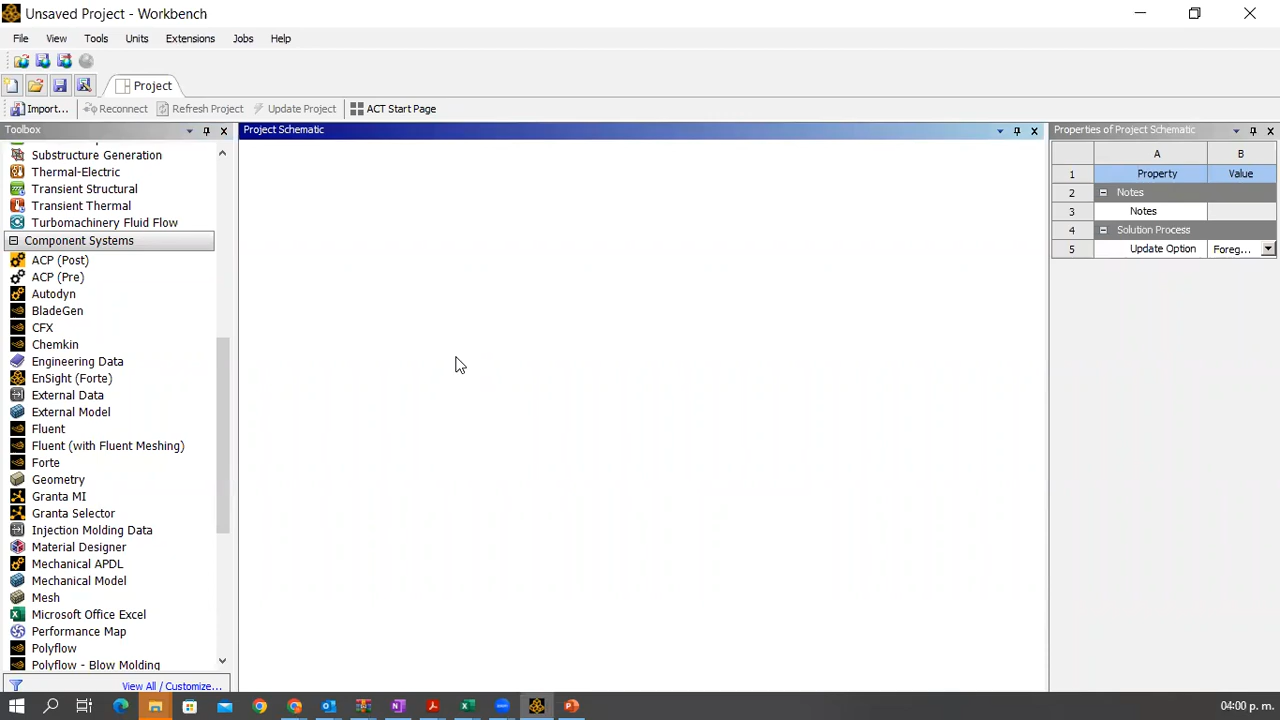 Unsaved Project - Workbench
File View Tools Units Extensions Jobs Help
Project
Import... Reconnect Refresh Project Update Project ACT Start Page
Toolbox
Substructure Generation
Thermal-Electric
Transient Structural
Transient Thermal
Turbomachinery Fluid Flow
Component Systems
ACP (Post)
ACP (Pre)
Autodyn
BladeGen
CFX
Chemkin
Engineering Data
EnSight (Forte)
External Data
External Model
Fluent
Fluent (with Fluent Meshing)
Forte
Geometry
Granta MI
Granta Selector
Injection Molding Data
Material Designer
Mechanical APDL
Mechanical Model
Mesh
Microsoft Office Excel
Performance Map
Polyflow
Polyflow - Blow Molding
View All / Customize...
Project Schematic
Properties of Project Schematic
A B
1 Property Value
2 Notes
3 Notes
4 Solution Process
5 Update Option Foreg...
04:00 p. m.